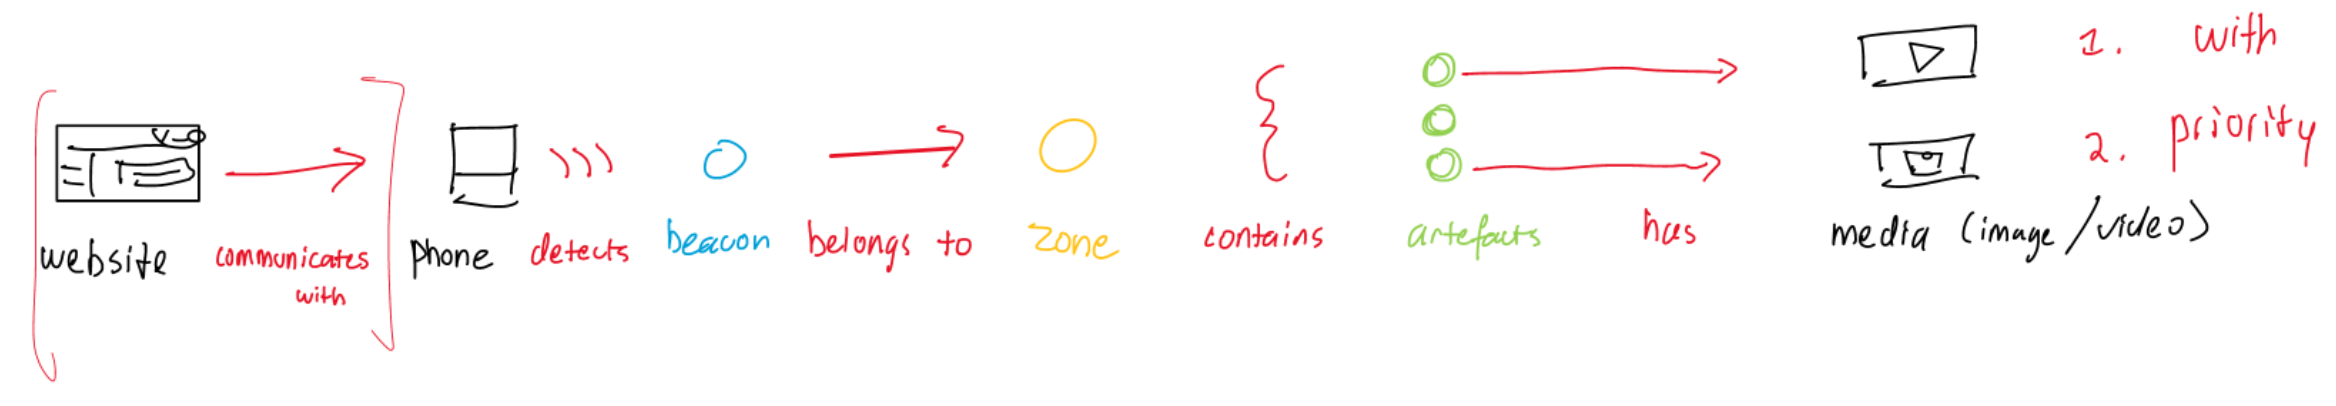 website
communicates
with
phone
detects
beacon
belongs to
zone
contains
artefacts
has
media (image/video)
1. with
2. priority